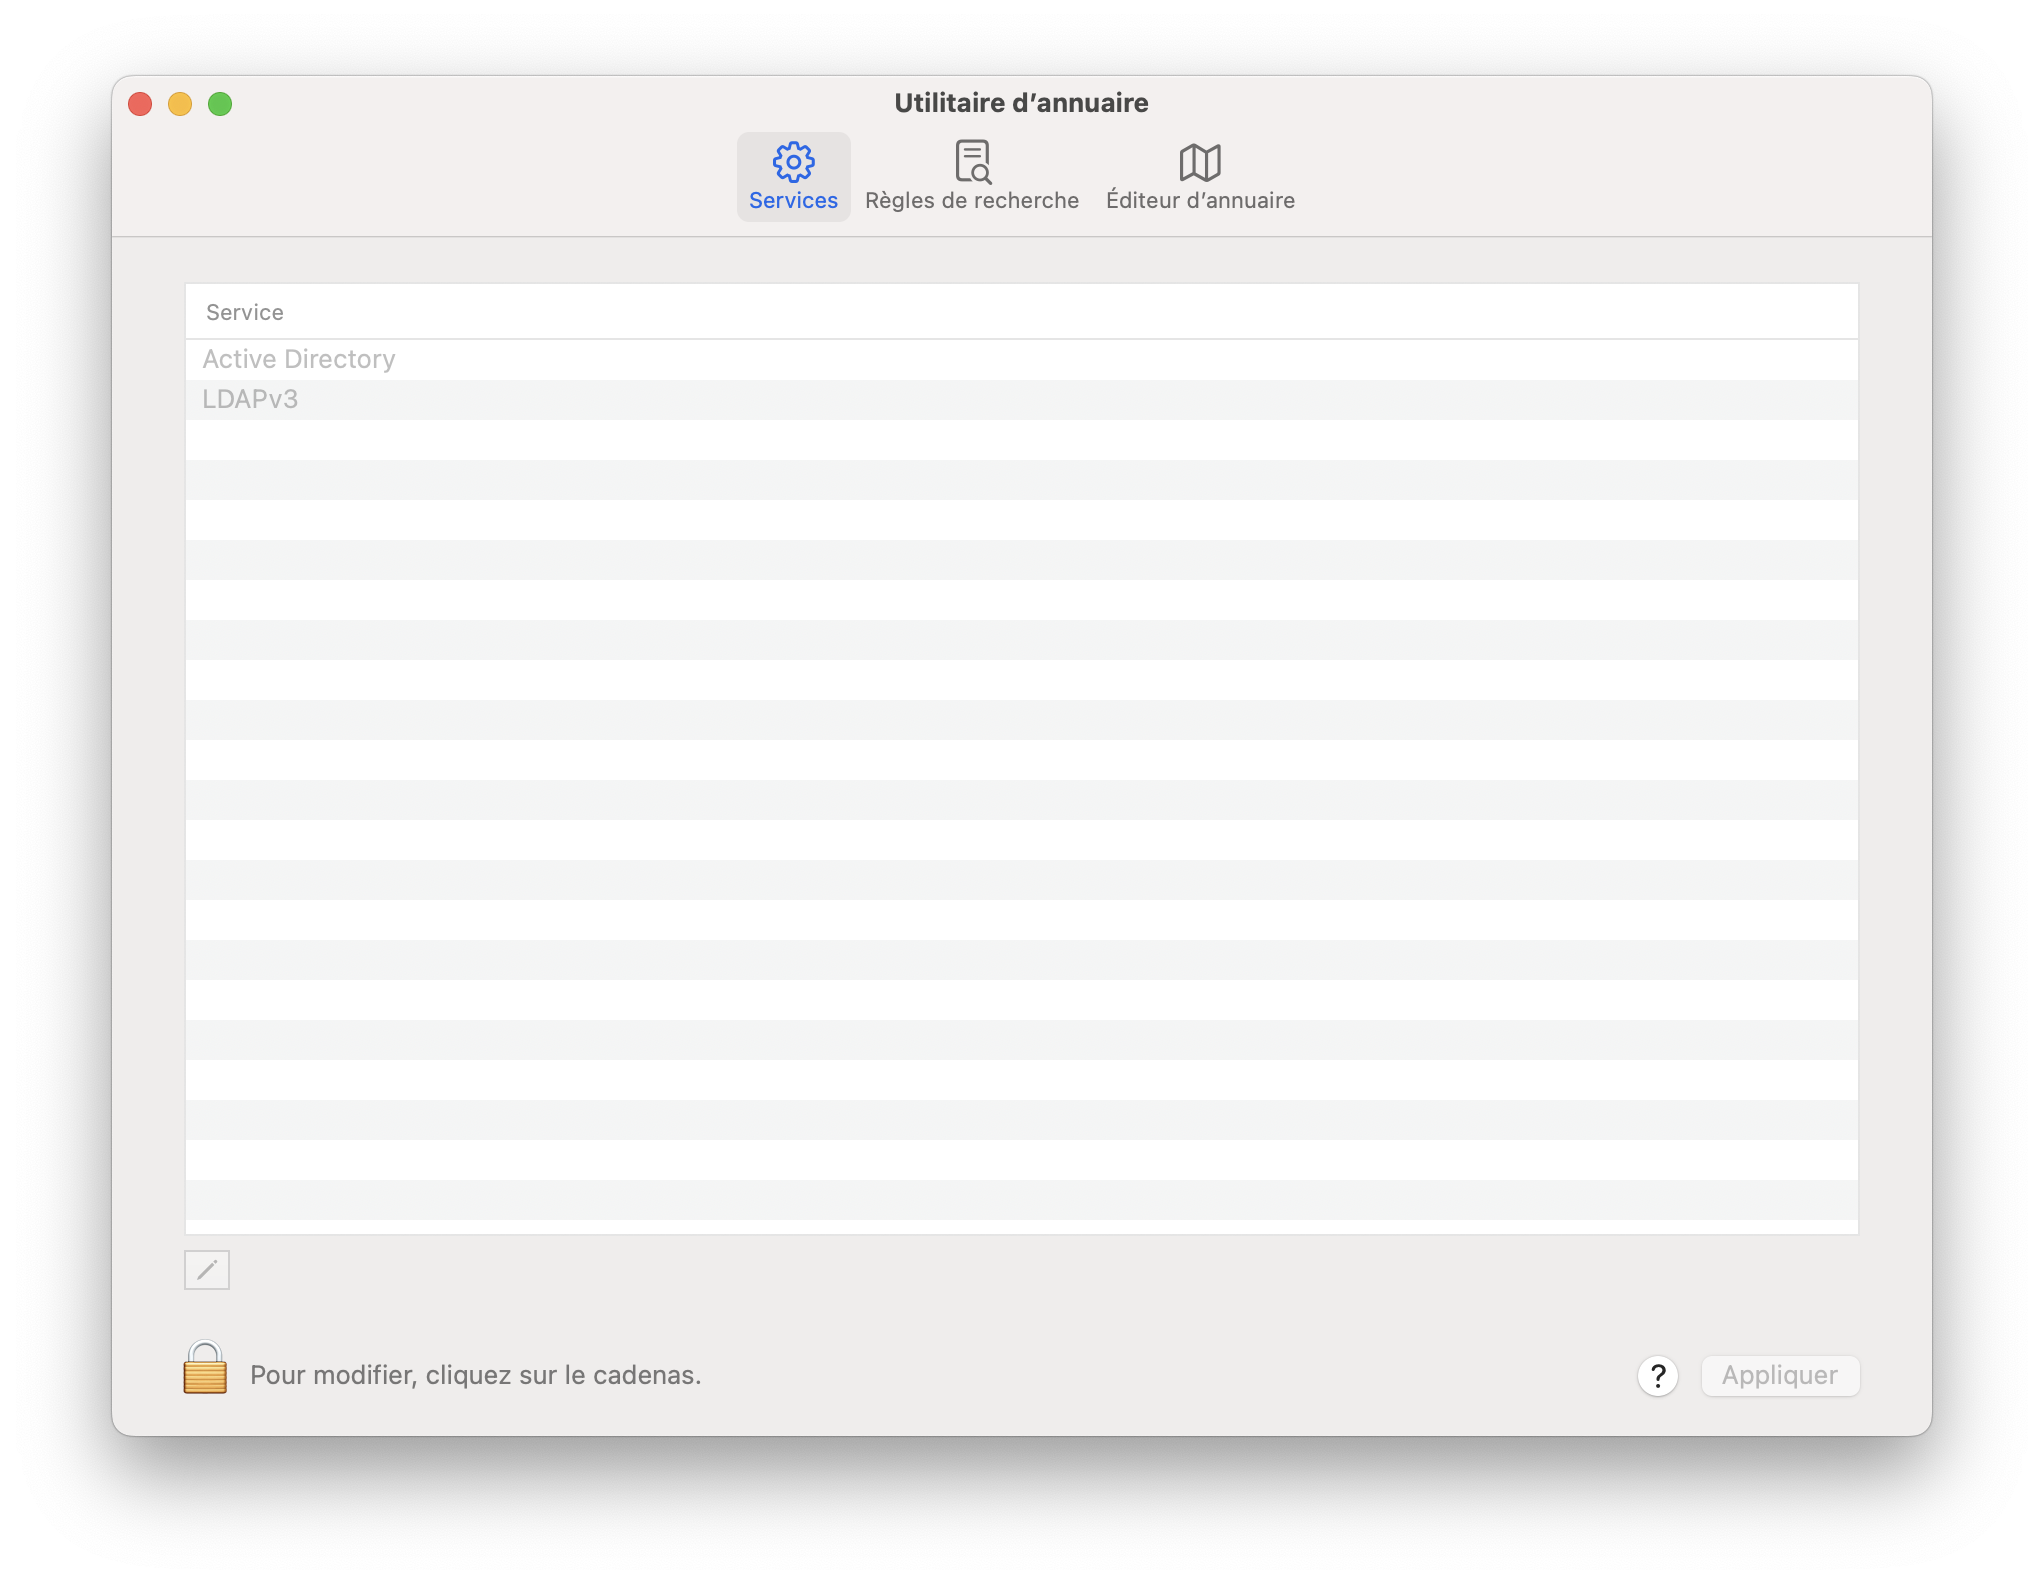 Utilitaire d’annuaire
Services
Règles de recherche
Éditeur d’annuaire
Service
Active Directory
LDAPv3
Pour modifier, cliquez sur le cadenas.
?
Appliquer